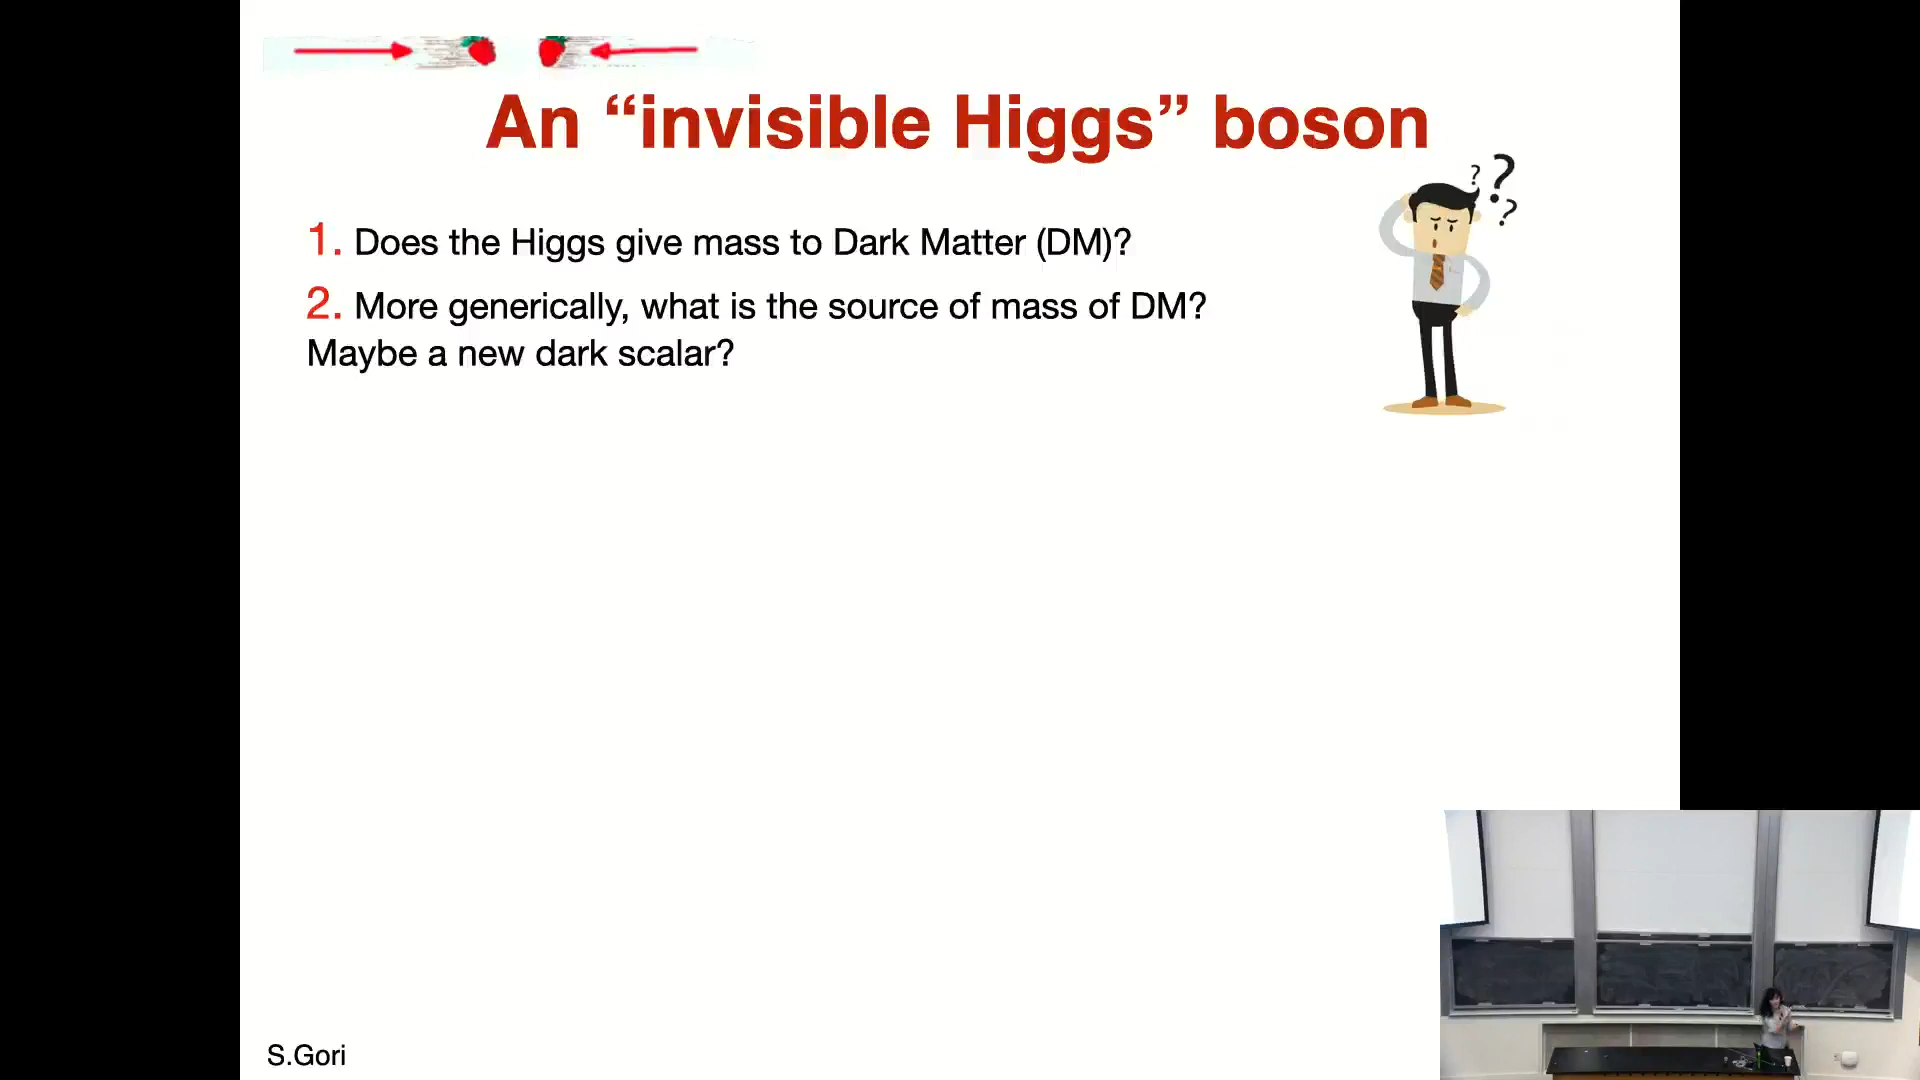 An “invisible Higgs” boson
? ? ?
1. Does the Higgs give mass to Dark Matter (DM)?
2. More generically, what is the source of mass of DM?
Maybe a new dark scalar?
S.Gori